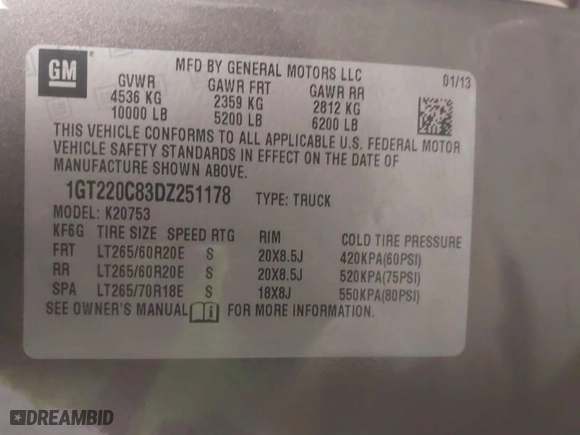 GM
MFD BY GENERAL MOTORS LLC
01/13
GVWR GAWR FRT GAWR RR
4536 KG 2359 KG 2812 KG
10000 LB 5200 LB 6200 LB
THIS VEHICLE CONFORMS TO ALL APPLICABLE U.S. FEDERAL MOTOR
VEHICLE SAFETY STANDARDS IN EFFECT ON THE DATE OF
MANUFACTURE SHOWN ABOVE.
1GT220C83DZ251178 TYPE: TRUCK
MODEL: K20753
KF6G TIRE SIZE SPEED RTG RIM COLD TIRE PRESSURE
FRT LT265/60R20E S 20X8.5J 420KPA(60PSI)
RR LT265/60R20E S 20X8.5J 520KPA(75PSI)
SPA LT265/70R18E S 18X8J 550KPA(80PSI)
SEE OWNER'S MANUAL FOR MORE INFORMATION.
DREAMBID